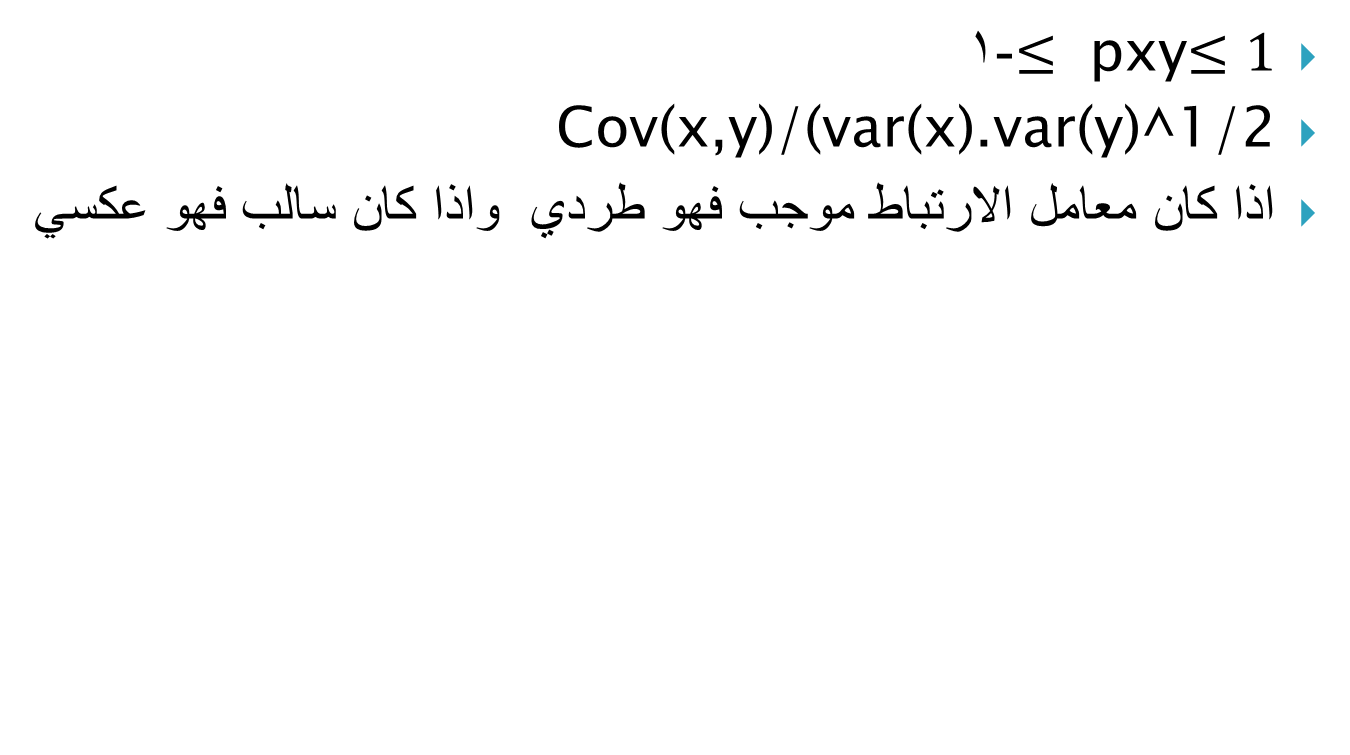 ١-≤ pxy≤ 1
Cov(x,y)/(var(x).var(y)^1/2
اذا كان معامل الارتباط موجب فهو طردي واذا كان سالب فهو عكسي